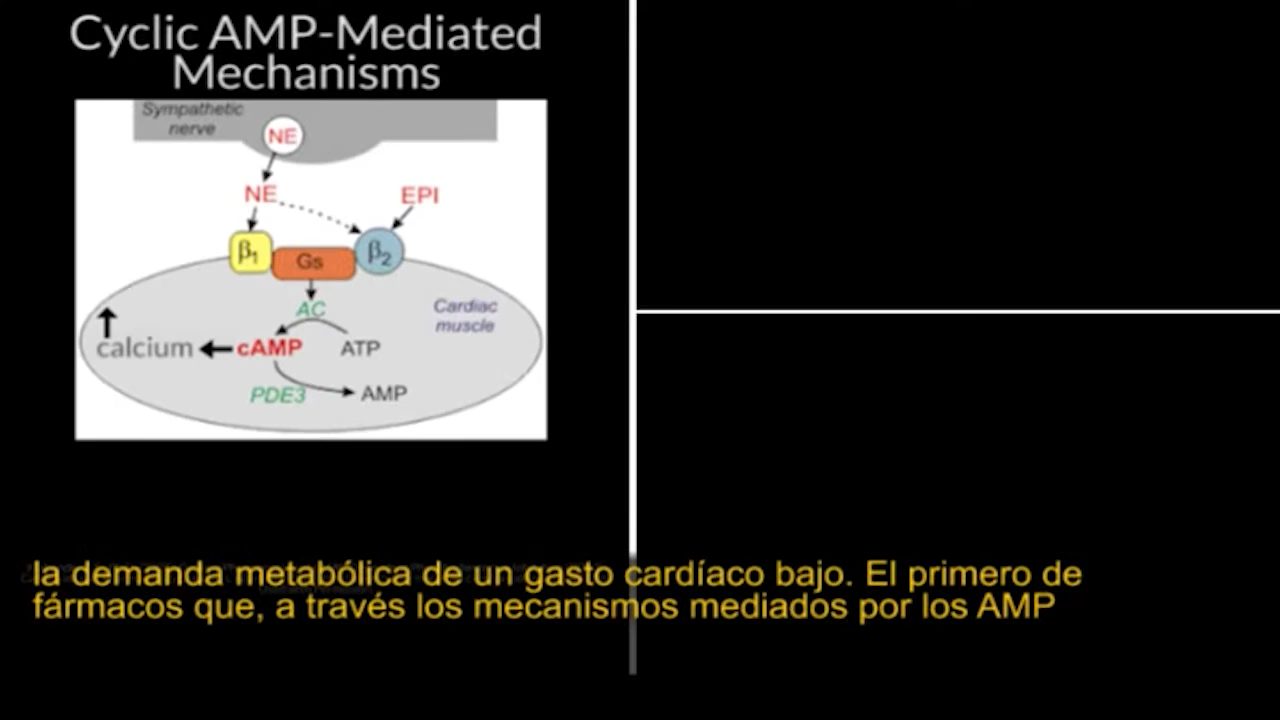 Cyclic AMP-Mediated
Mechanisms
Sympathetic
nerve
NE
NE
EPI
β1
Gs
β2
AC
Cardiac
muscle
calcium
cAMP
ATP
PDE3
AMP
la demanda metabólica de un gasto cardíaco bajo. El primero de
fármacos que, a través los mecanismos mediados por los AMP